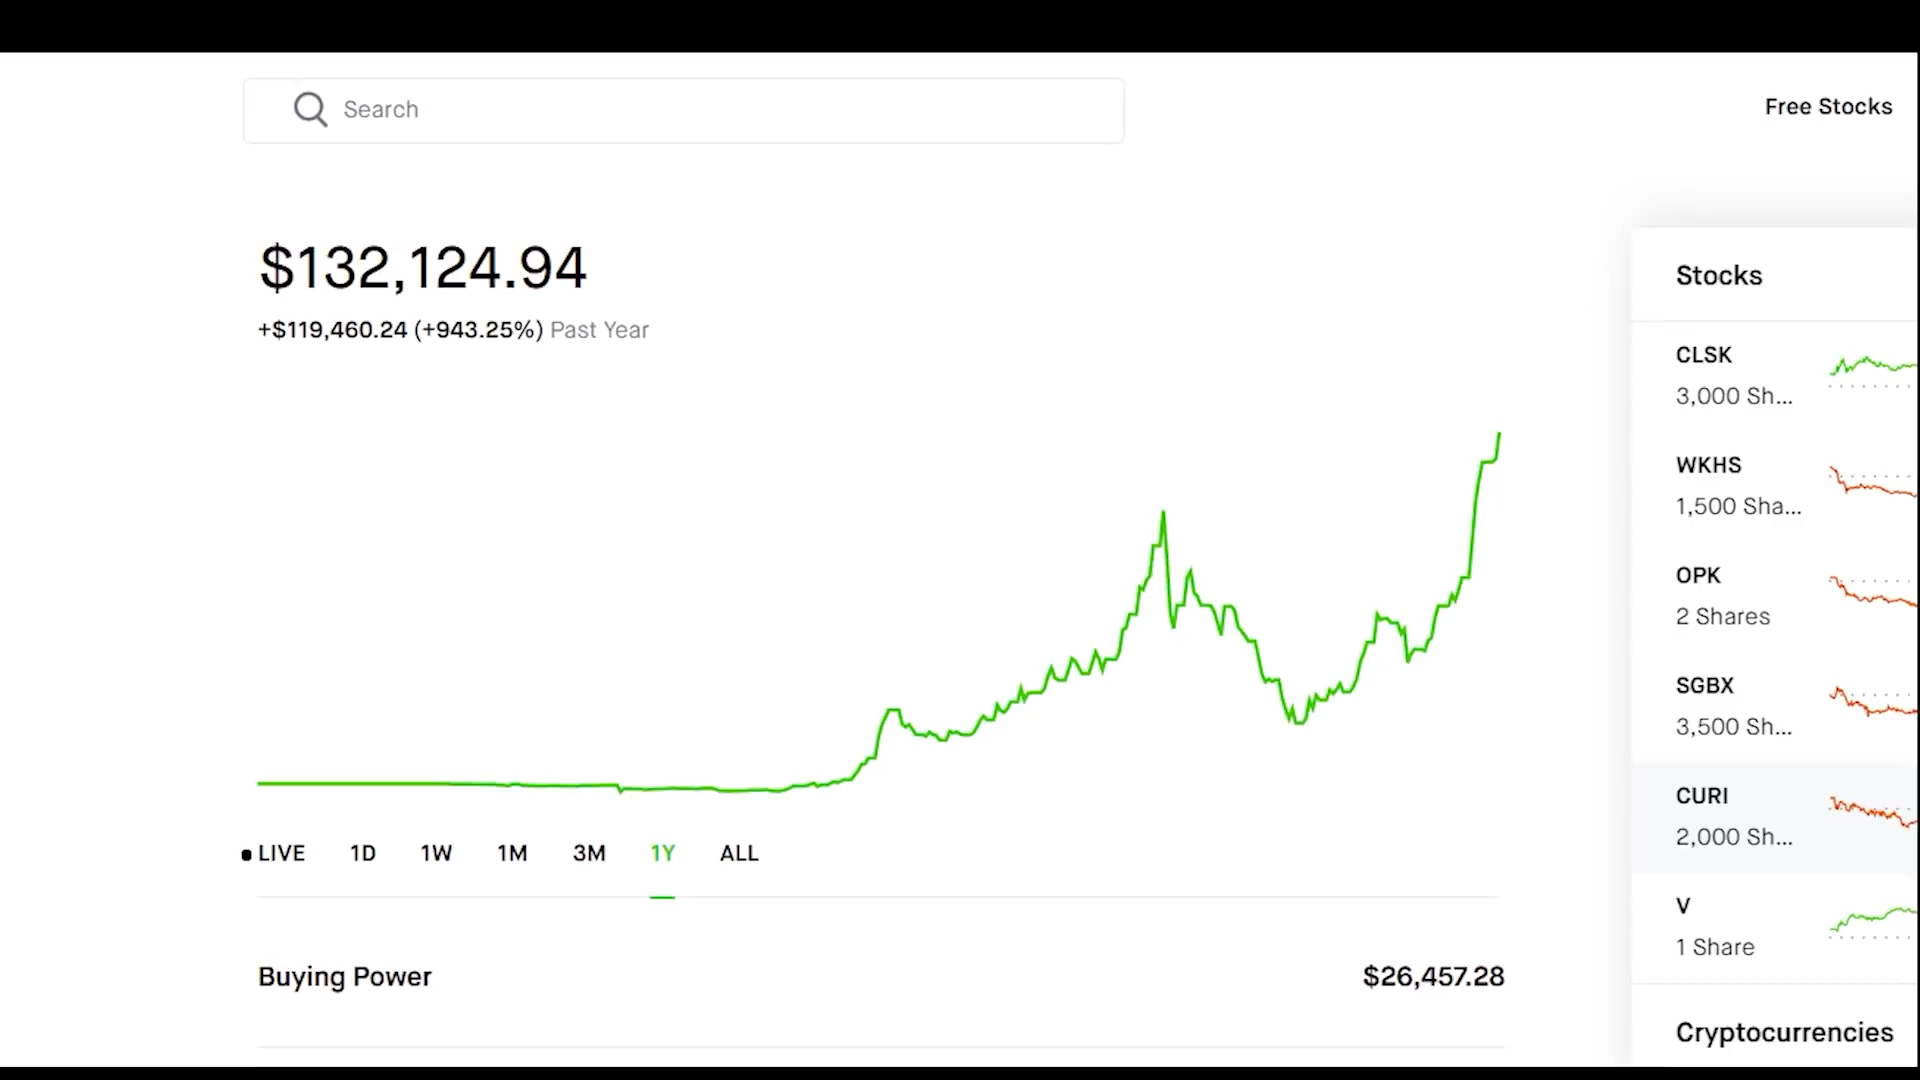 Search
Free Stocks
$132,124.94
+$119,460.24 (+943.25%) Past Year
LIVE 1D 1W 1M 3M 1Y ALL
Buying Power $26,457.28
Stocks
CLSK
3,000 Sh...
WKHS
1,500 Sha...
OPK
2 Shares
SGBX
3,500 Sh...
CURI
2,000 Sh...
V
1 Share
Cryptocurrencies